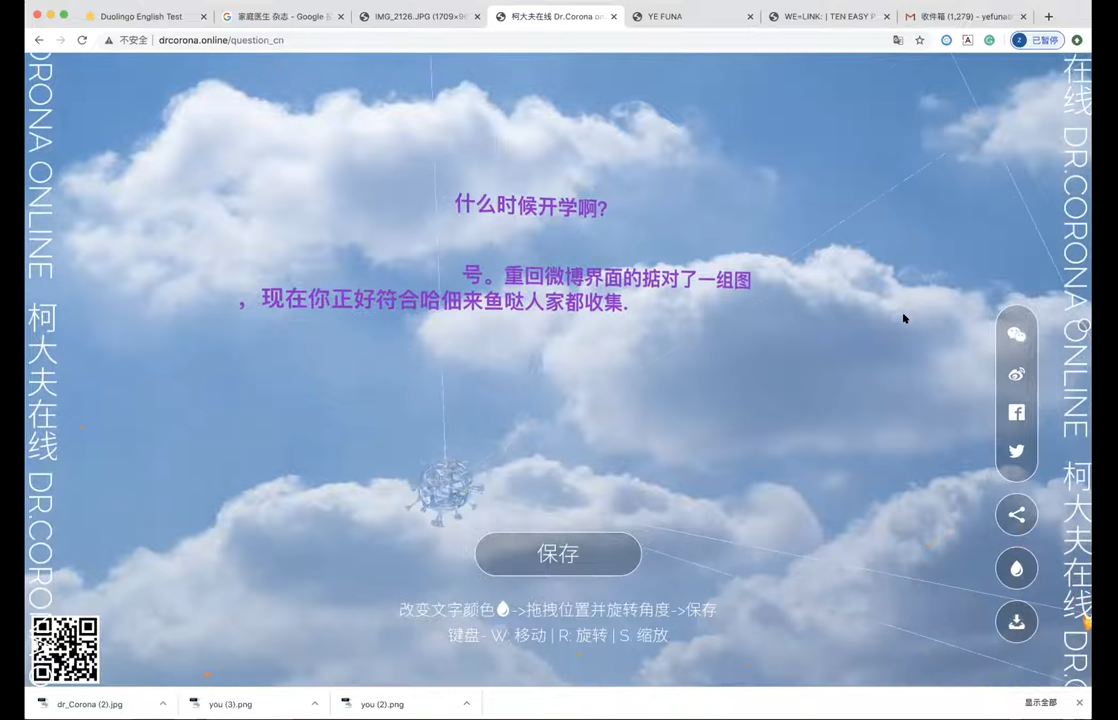 Duolingo English Test
家庭医生 杂志 - Google
IMG_2126.JPG (1709×96
柯大夫在线 Dr.Corona on
YE FUNA
WE=LINK: | TEN EASY P
收件箱 (1,279) - yefuna
不安全 | drcorona.online/question_cn
已暂停
什么时候开学啊?
号。重回微博界面的掂对了一组图
，现在你正好符合哈佃来鱼哒人家都收集.
DRONA ONLINE 柯大夫在线 DR.CORO
在线 DR.CORONA ONLINE 柯大夫在线 DR
保存
改变文字颜色->拖拽位置并旋转角度->保存
键盘- W: 移动 | R: 旋转 | S: 缩放
dr_Corona (2).jpg
you (3).png
you (2).png
显示全部